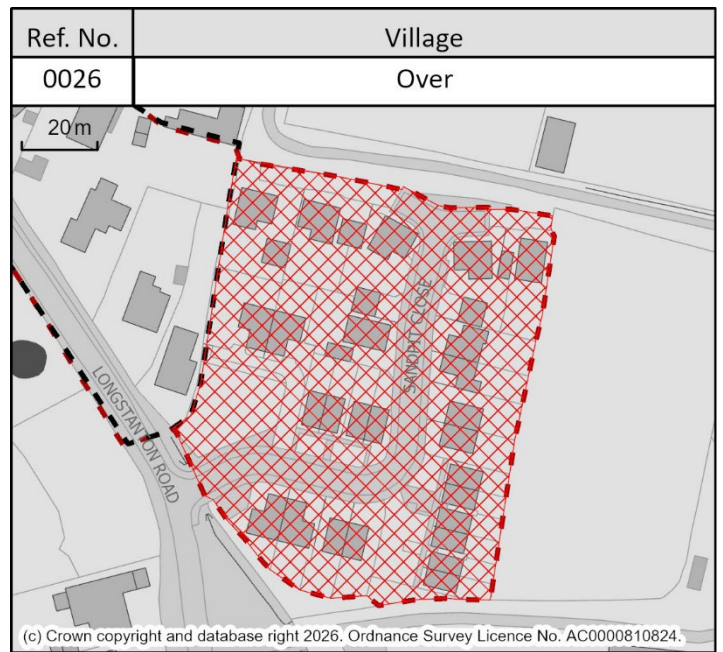 Ref. No. Village
0026 Over
20m
SANDPIT CLOSE
LONGSTANTON ROAD
(c) Crown copyright and database right 2026. Ordnance Survey Licence No. AC0000810824.